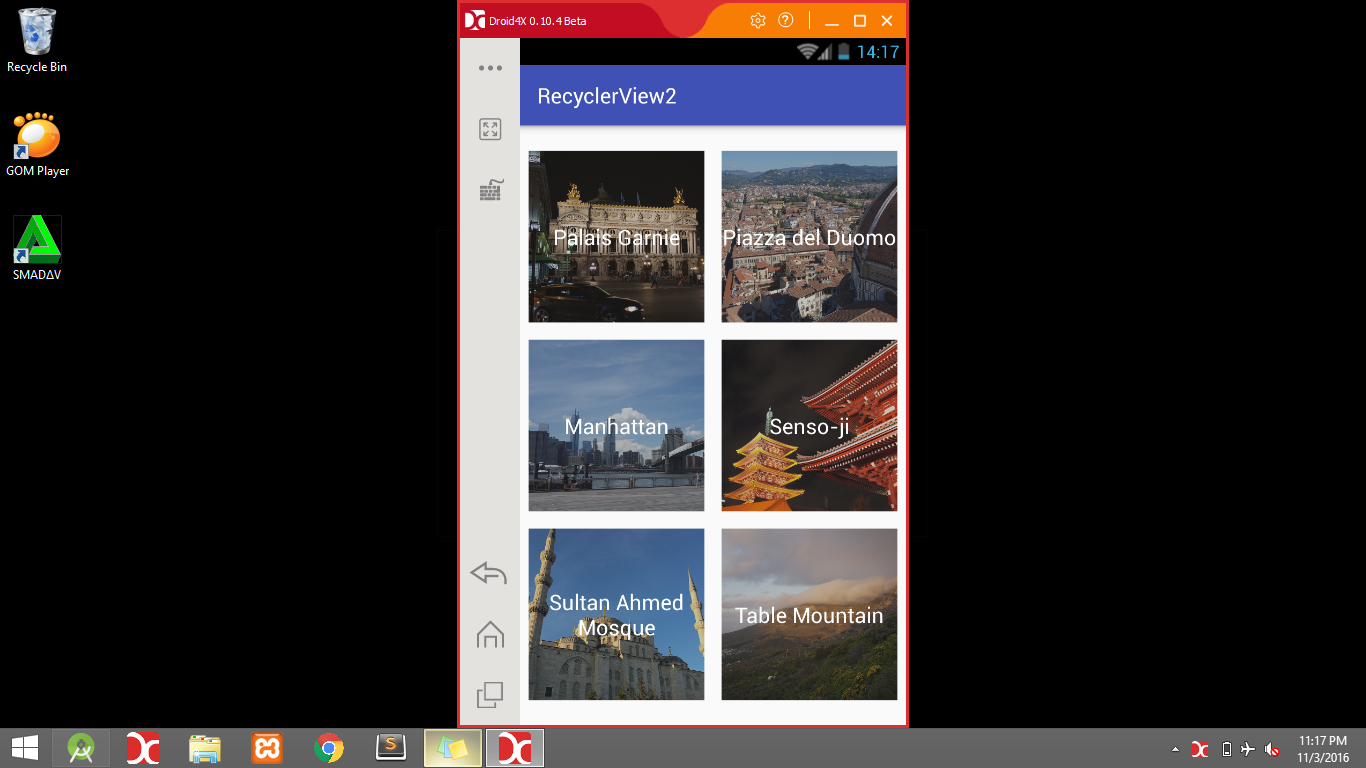 Recycle Bin
GOM Player
SMADΔV
Droid4X 0.10.4 Beta
14:17
RecyclerView2
Palais Garnie
Piazza del Duomo
Manhattan
Senso-ji
Sultan Ahmed
Mosque
Table Mountain
11:17 PM
11/3/2016